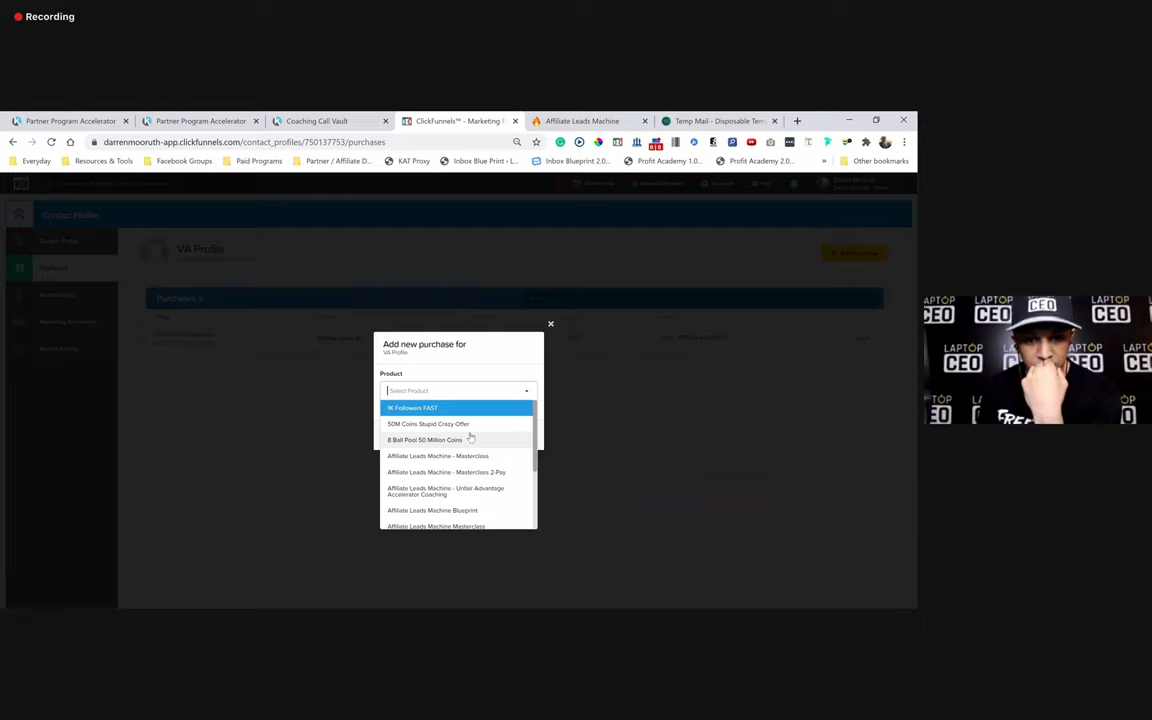 Recording
Partner Program Accelerator
Partner Program Accelerator
Coaching Call Vault
ClickFunnels™ - Marketing F
Affiliate Leads Machine
Temp Mail - Disposable Tem
darrenmooruth-app.clickfunnels.com/contact_profiles/750137753/purchases
Everyday
Resources & Tools
Facebook Groups
Paid Programs
Partner / Affiliate D...
KAT Proxy
Inbox Blue Print - L...
Inbox Blueprint 2.0...
Profit Academy 1.0...
Profit Academy 2.0...
»
Other bookmarks
Contact Profile
VA Profile
Purchases
Add new purchase for
VA Profile
Product
Select Product
1K Followers FAST
50M Coins Stupid Crazy Offer
8 Ball Pool 50 Million Coins
Affiliate Leads Machine - Masterclass
Affiliate Leads Machine - Masterclass 2-Pay
Affiliate Leads Machine - Unfair Advantage
Accelerator Coaching
Affiliate Leads Machine Blueprint
Affiliate Leads Machine Masterclass
LAPTOP
CEO
CEO